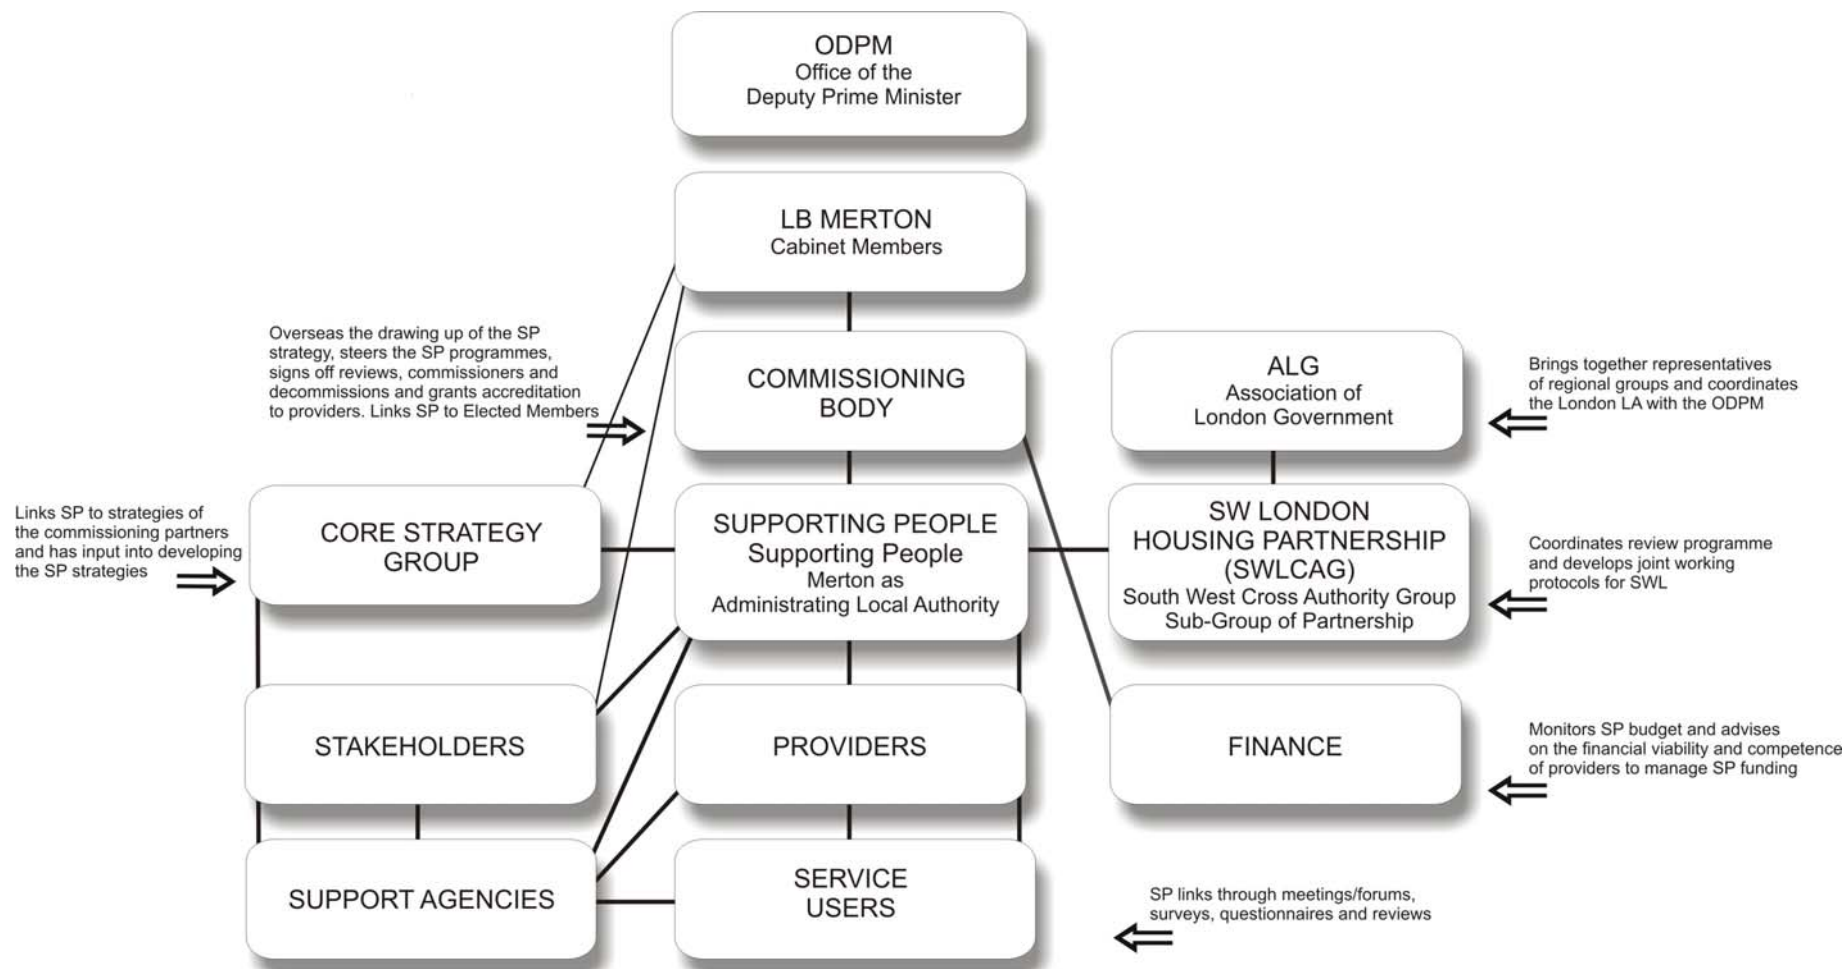 ODPM
Office of the
Deputy Prime Minister
LB MERTON
Cabinet Members
Overseas the drawing up of the SP
strategy, steers the SP programmes,
signs off reviews, commissioners and
decommissions and grants accreditation
to providers. Links SP to Elected Members
COMMISSIONING
BODY
ALG
Association of
London Government
Brings together representatives
of regional groups and coordinates
the London LA with the ODPM
Links SP to strategies of
the commissioning partners
and has input into developing
the SP strategies
CORE STRATEGY
GROUP
SUPPORTING PEOPLE
Supporting People
Merton as
Administrating Local Authority
SW LONDON
HOUSING PARTNERSHIP
(SWLCAG)
South West Cross Authority Group
Sub-Group of Partnership
Coordinates review programme
and develops joint working
protocols for SWL
STAKEHOLDERS
PROVIDERS
FINANCE
Monitors SP budget and advises
on the financial viability and competence
of providers to manage SP funding
SUPPORT AGENCIES
SERVICE
USERS
SP links through meetings/forums,
surveys, questionnaires and reviews